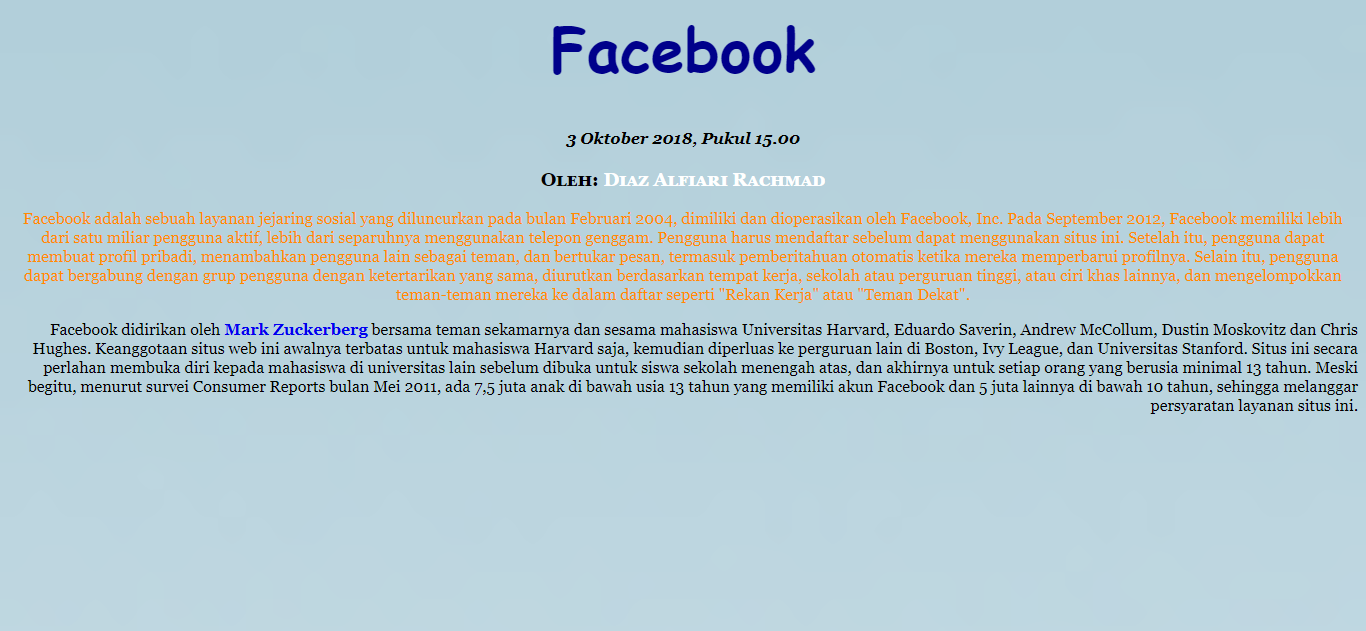 Facebook
3 Oktober 2018, Pukul 15.00
Oleh: Diaz Alfiari Rachmad
Facebook adalah sebuah layanan jejaring sosial yang diluncurkan pada bulan Februari 2004, dimiliki dan dioperasikan oleh Facebook, Inc. Pada September 2012, Facebook memiliki lebih
dari satu miliar pengguna aktif, lebih dari separuhnya menggunakan telepon genggam. Pengguna harus mendaftar sebelum dapat menggunakan situs ini. Setelah itu, pengguna dapat
membuat profil pribadi, menambahkan pengguna lain sebagai teman, dan bertukar pesan, termasuk pemberitahuan otomatis ketika mereka memperbarui profilnya. Selain itu, pengguna
dapat bergabung dengan grup pengguna dengan ketertarikan yang sama, diurutkan berdasarkan tempat kerja, sekolah atau perguruan tinggi, atau ciri khas lainnya, dan mengelompokkan
teman-teman mereka ke dalam daftar seperti "Rekan Kerja" atau "Teman Dekat".
Facebook didirikan oleh Mark Zuckerberg bersama teman sekamarnya dan sesama mahasiswa Universitas Harvard, Eduardo Saverin, Andrew McCollum, Dustin Moskovitz dan Chris
Hughes. Keanggotaan situs web ini awalnya terbatas untuk mahasiswa Harvard saja, kemudian diperluas ke perguruan lain di Boston, Ivy League, dan Universitas Stanford. Situs ini secara
perlahan membuka diri kepada mahasiswa di universitas lain sebelum dibuka untuk siswa sekolah menengah atas, dan akhirnya untuk setiap orang yang berusia minimal 13 tahun. Meski
begitu, menurut survei Consumer Reports bulan Mei 2011, ada 7,5 juta anak di bawah usia 13 tahun yang memiliki akun Facebook dan 5 juta lainnya di bawah 10 tahun, sehingga melanggar
persyaratan layanan situs ini.